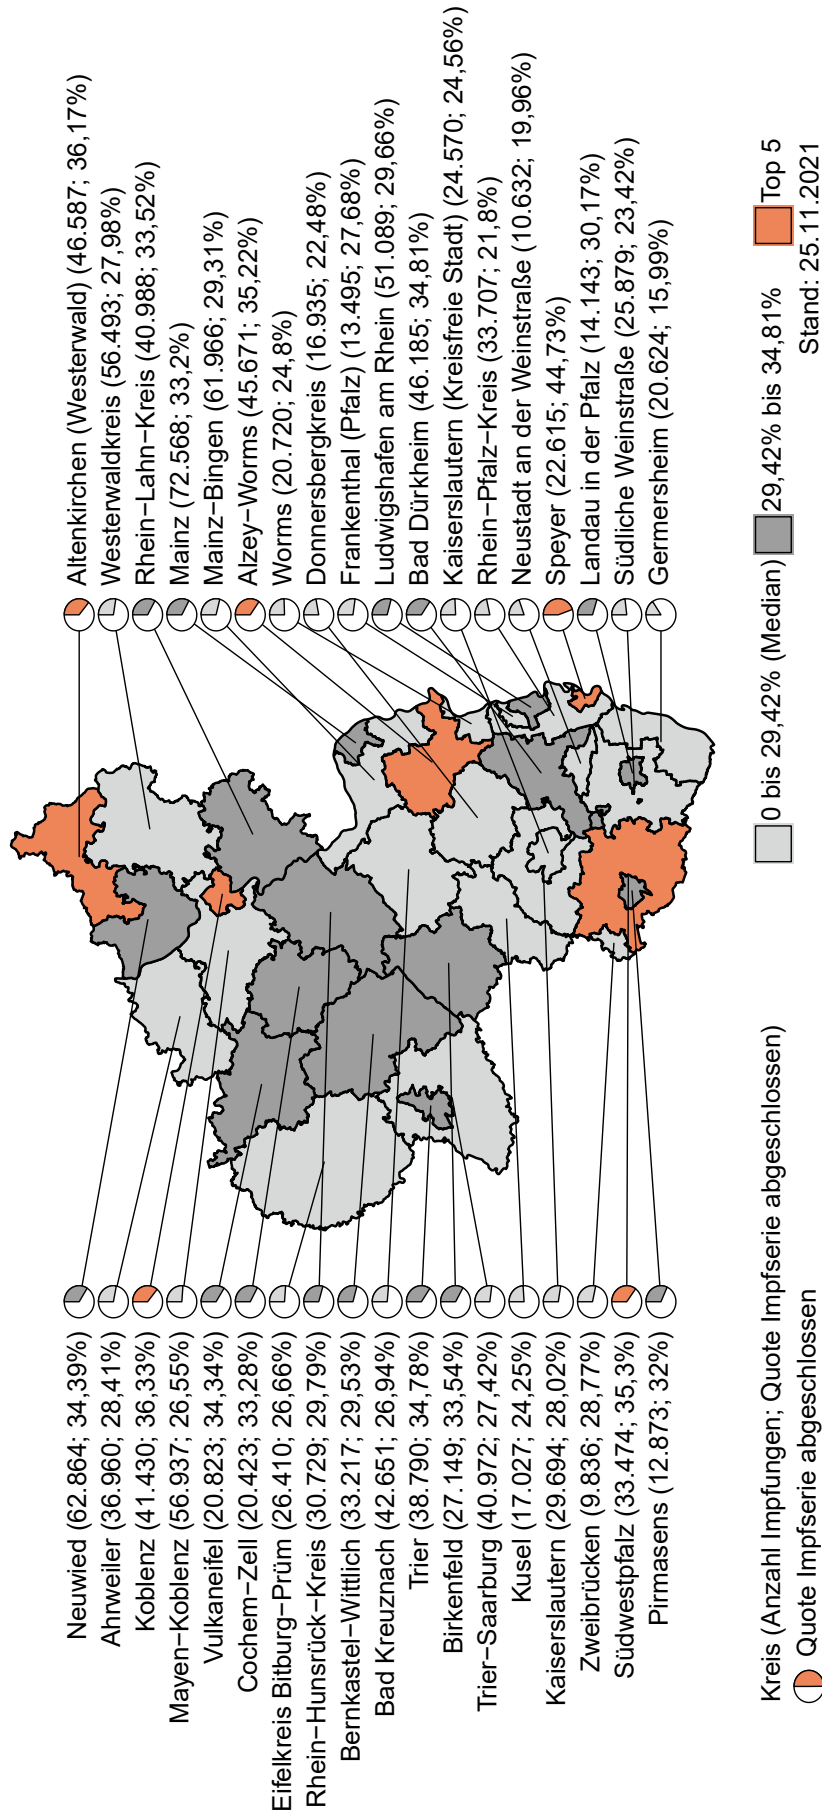 Neuwied (62.864; 34,39%)
Ahrweiler (36.960; 28,41%)
Koblenz (41.430; 36,33%)
Mayen−Koblenz (56.937; 26,55%)
Vulkaneifel (20.823; 34,34%)
Cochem−Zell (20.423; 33,28%)
Eifelkreis Bitburg−Prüm (26.410; 26,66%)
Rhein−Hunsrück−Kreis (30.729; 29,79%)
Bernkastel−Wittlich (33.217; 29,53%)
Bad Kreuznach (42.651; 26,94%)
Trier (38.790; 34,78%)
Birkenfeld (27.149; 33,54%)
Trier−Saarburg (40.972; 27,42%)
Kusel (17.027; 24,25%)
Kaiserslautern (29.694; 28,02%)
Zweibrücken (9.836; 28,77%)
Südwestpfalz (33.474; 35,3%)
Pirmasens (12.873; 32%)
Altenkirchen (Westerwald) (46.587; 36,17%)
Westerwaldkreis (56.493; 27,98%)
Rhein−Lahn−Kreis (40.988; 33,52%)
Mainz (72.568; 33,2%)
Mainz−Bingen (61.966; 29,31%)
Alzey−Worms (45.671; 35,22%)
Worms (20.720; 24,8%)
Donnersbergkreis (16.935; 22,48%)
Frankenthal (Pfalz) (13.495; 27,68%)
Ludwigshafen am Rhein (51.089; 29,66%)
Bad Dürkheim (46.185; 34,81%)
Kaiserslautern (Kreisfreie Stadt) (24.570; 24,56%)
Rhein−Pfalz−Kreis (33.707; 21,8%)
Neustadt an der Weinstraße (10.632; 19,96%)
Speyer (22.615; 44,73%)
Landau in der Pfalz (14.143; 30,17%)
Südliche Weinstraße (25.879; 23,42%)
Germersheim (20.624; 15,99%)
Kreis (Anzahl Impfungen; Quote Impfserie abgeschlossen)
Quote Impfserie abgeschlossen
0 bis 29,42% (Median)
29,42% bis 34,81%
Top 5
Stand: 25.11.2021